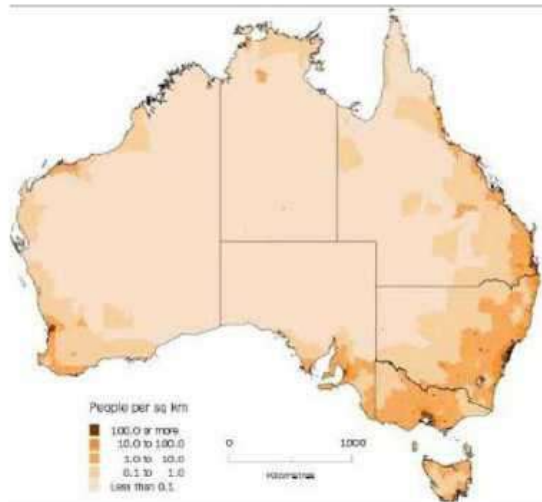 People per sq km
100.0 or more
10.0 to 100.0
1.0 to 10.0
0.1 to 1.0
Less than 0.1
0 1000
Kilometres